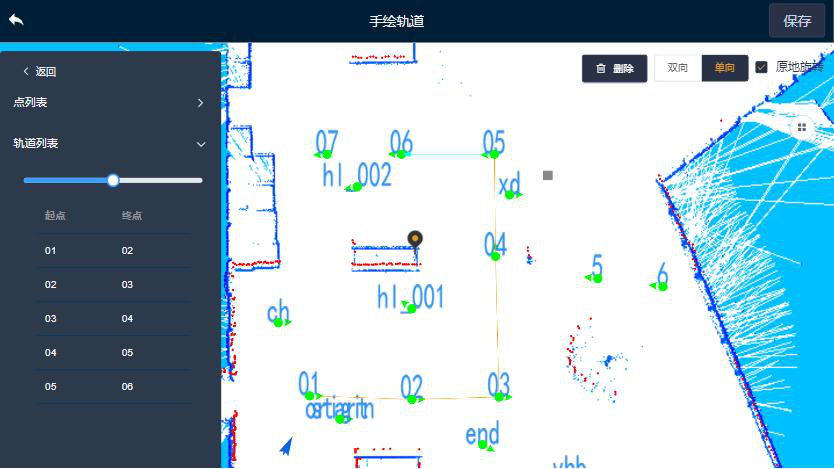 手绘轨道
保存
返回
删除
双向
单向
原地旋转
点列表
轨道列表
起点 终点
01 02
02 03
03 04
04 05
05 06
07
06
05
hl_002
xd
04
5
6
hl_001
ch
01
02
03
end